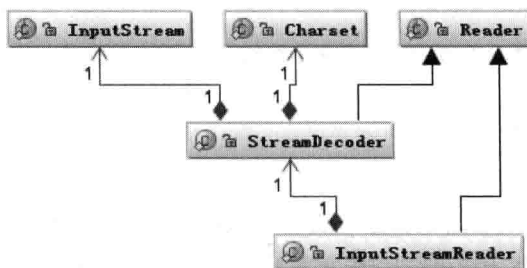 InputStream
Charset
Reader
1
1
1
1
StreamDecoder
1
1
InputStreamReader